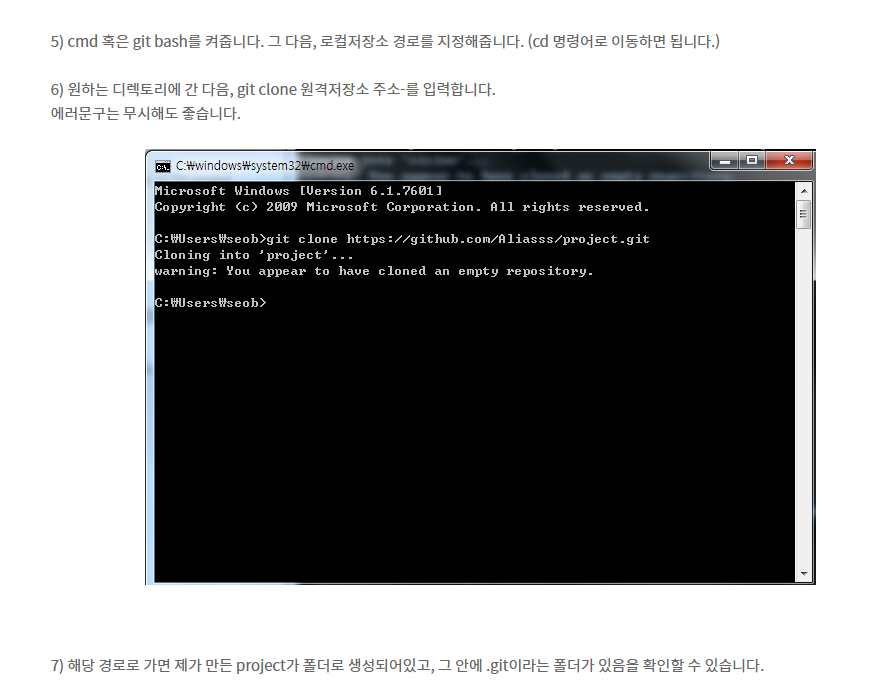 5) cmd 혹은 git bash를 켜줍니다. 그 다음, 로컬저장소 경로를 지정해줍니다. (cd 명령어로 이동하면 됩니다.)
6) 원하는 디렉토리에 간 다음, git clone 원격저장소 주소-를 입력합니다.
에러문구는 무시해도 좋습니다.
C:₩windows₩system32₩cmd.exe
Microsoft Windows [Version 6.1.7601]
Copyright (c) 2009 Microsoft Corporation. All rights reserved.
C:₩Users₩seob>git clone https://github.com/Aliasss/project.git
Cloning into 'project'...
warning: You appear to have cloned an empty repository.
C:₩Users₩seob>
7) 해당 경로로 가면 제가 만든 project가 폴더로 생성되어있고, 그 안에 .git이라는 폴더가 있음을 확인할 수 있습니다.